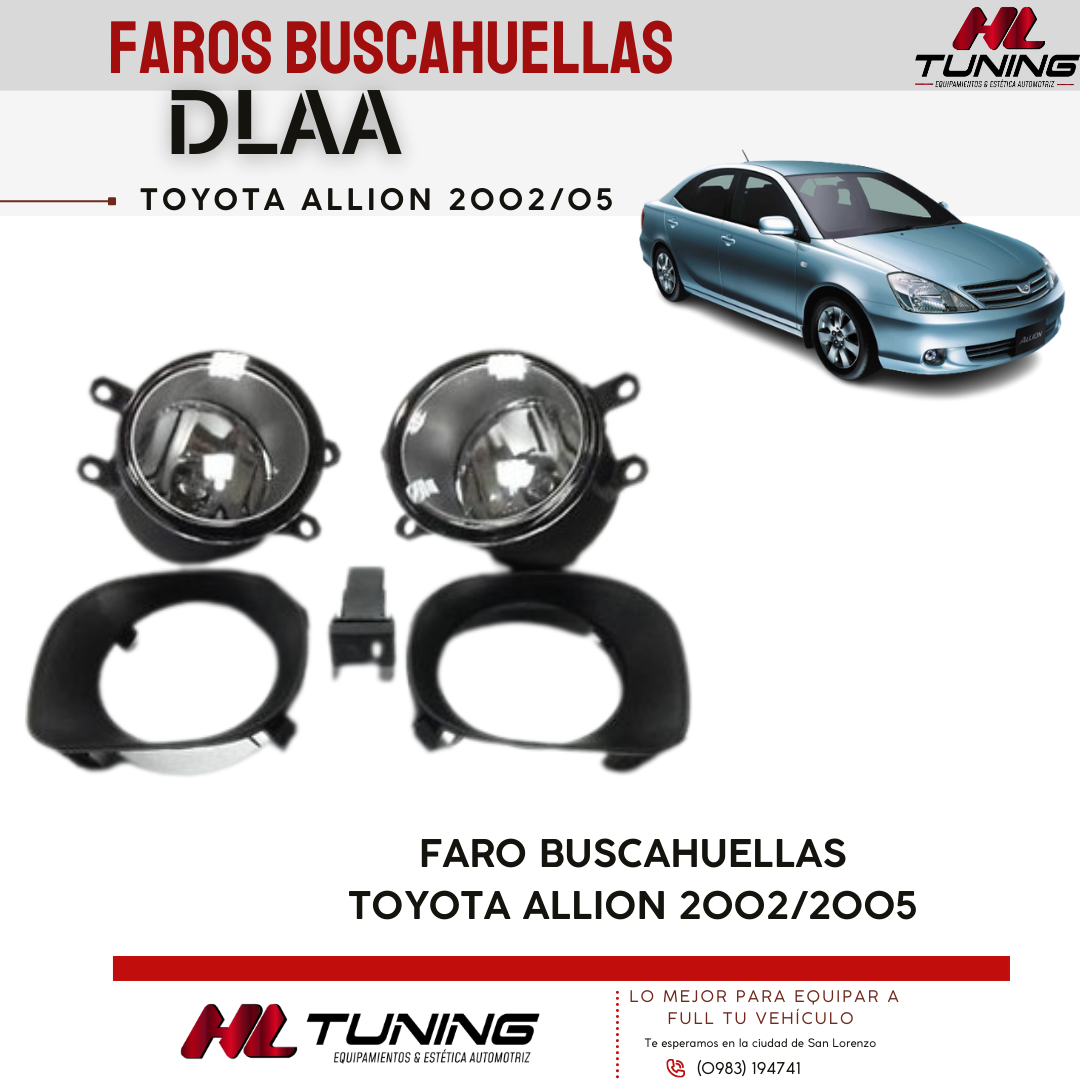 FAROS BUSCAHUELLAS
HL
TUNING
EQUIPAMIENTOS & ESTÉTICA AUTOMOTRIZ
DLAA
TOYOTA ALLION 2002/05
ALLION
FARO BUSCAHUELLAS
TOYOTA ALLION 2002/2005
HL TUNING
EQUIPAMIENTOS & ESTÉTICA AUTOMOTRIZ
LO MEJOR PARA EQUIPAR A
FULL TU VEHÍCULO
Te esperamos en la ciudad de San Lorenzo
(0983) 194741